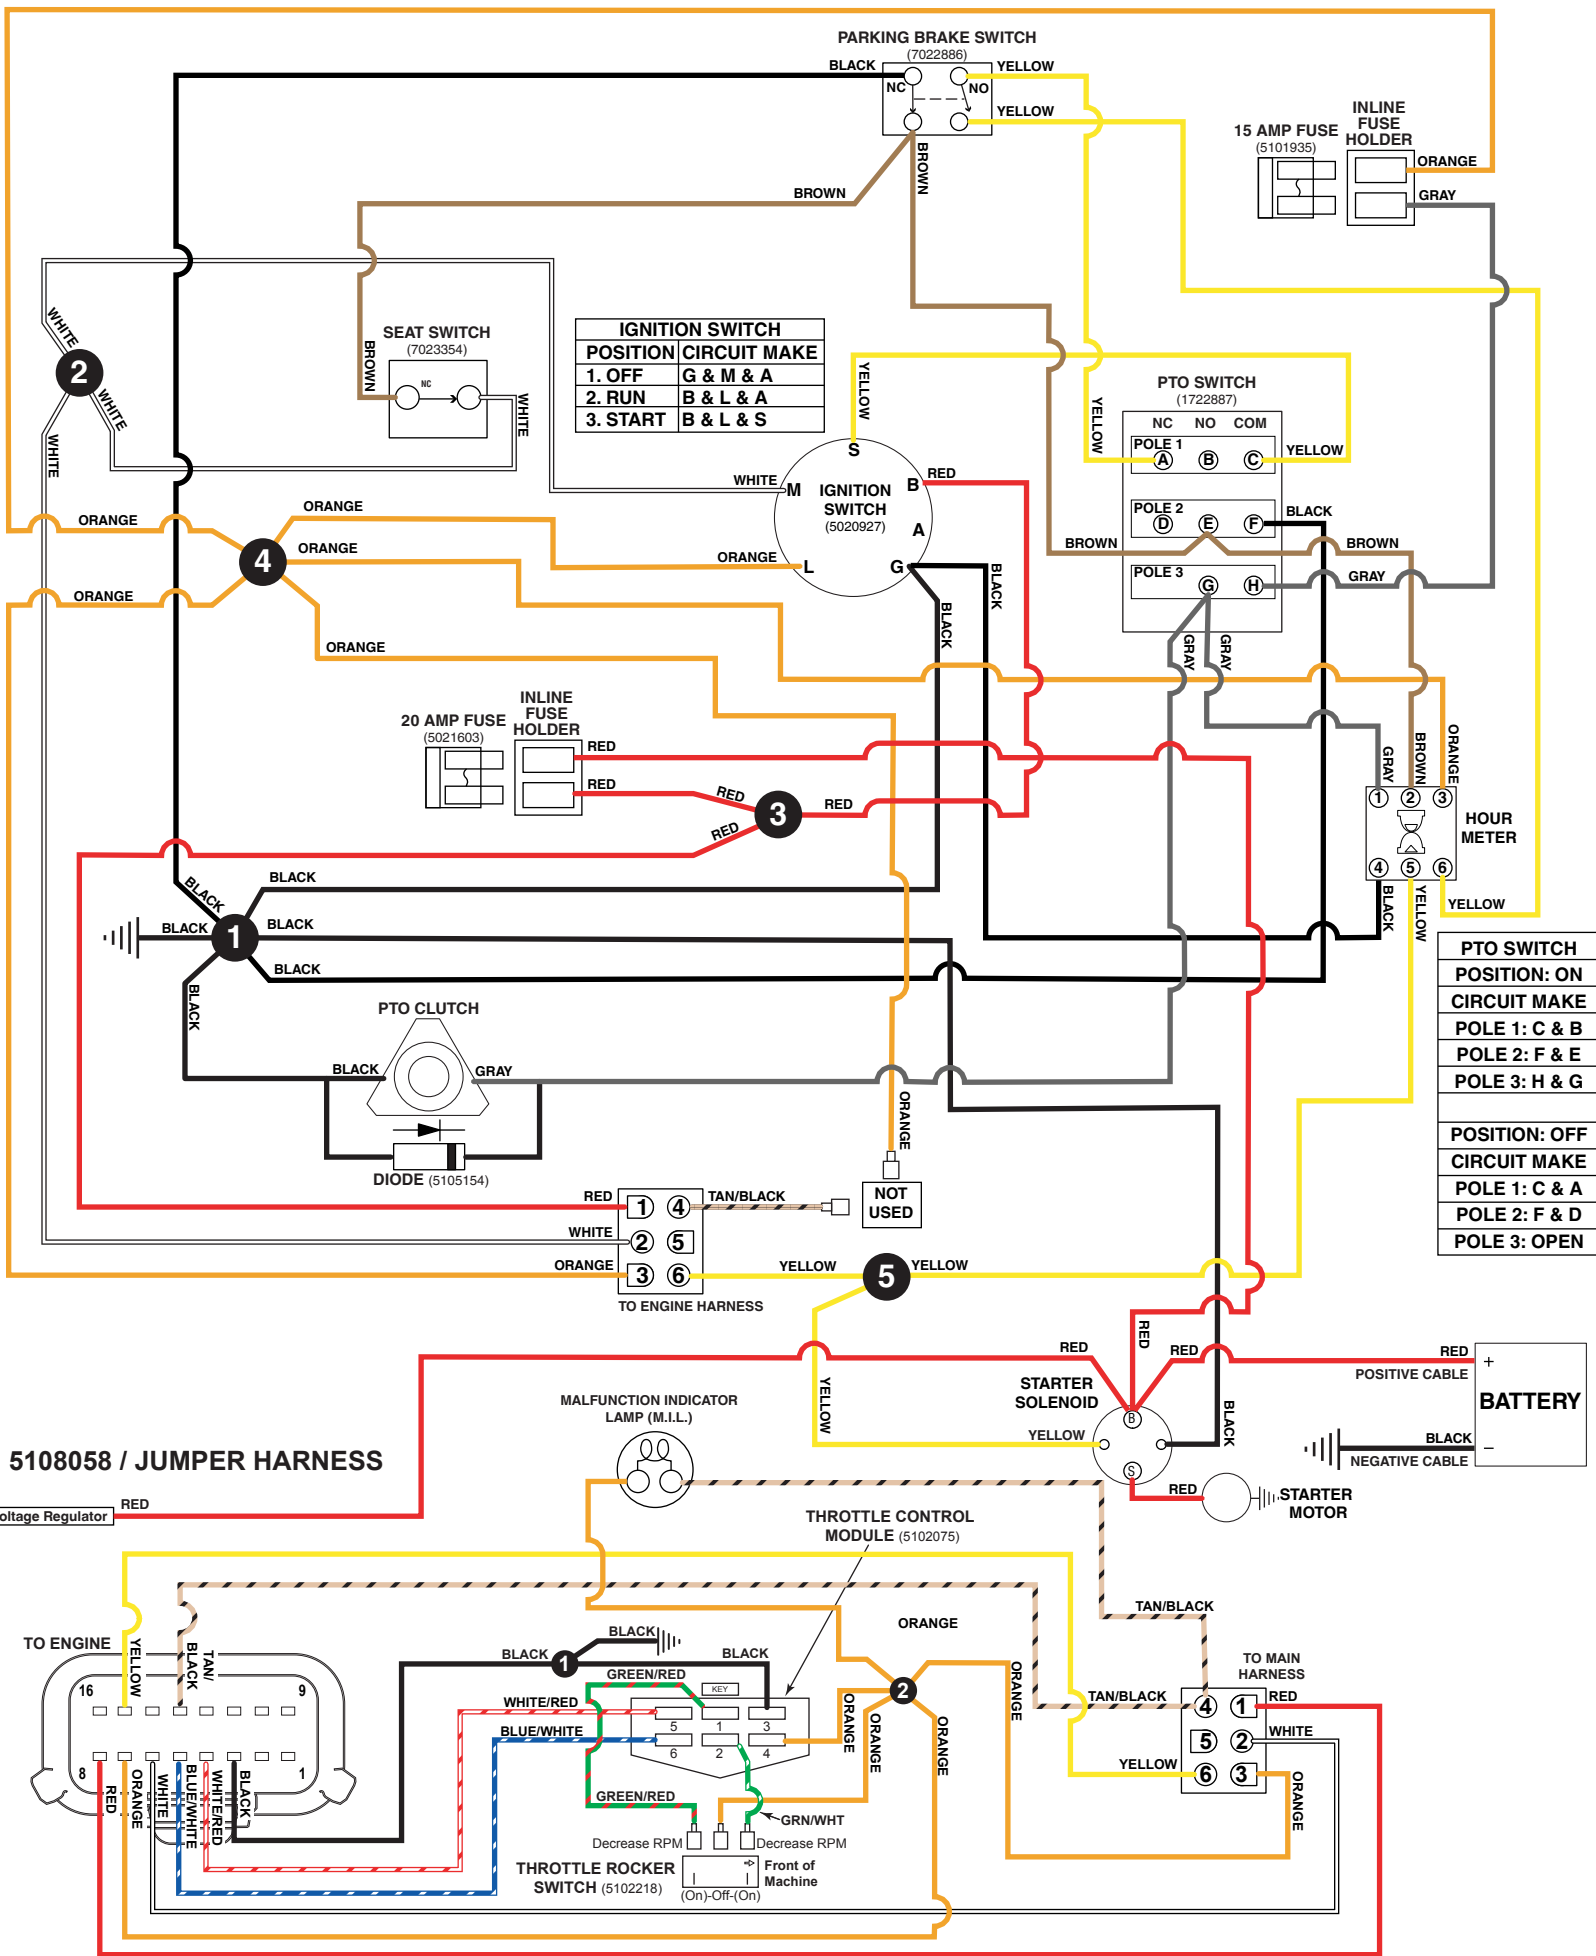 PARKING BRAKE SWITCH
(7022886)
BLACK
YELLOW
NC
NO
YELLOW
BROWN
BROWN
15 AMP FUSE
(5101935)
INLINE
FUSE
HOLDER
ORANGE
GRAY
WHITE
2
WHITE
WHITE
SEAT SWITCH
(7023354)
BROWN
NC
WHITE
IGNITION SWITCH
POSITION CIRCUIT MAKE
1. OFF G & M & A
2. RUN B & L & A
3. START B & L & S
YELLOW
S
WHITE
M
B
RED
IGNITION
SWITCH
(5020927)
A
ORANGE
L
G
BLACK
BLACK
YELLOW
PTO SWITCH
(1722887)
NC NO COM
POLE 1
A B C
YELLOW
POLE 2
D E F
BLACK
BROWN
BROWN
POLE 3
G H
GRAY
GRAY
GRAY
ORANGE
4
ORANGE
ORANGE
ORANGE
ORANGE
20 AMP FUSE
(5021603)
INLINE
FUSE
HOLDER
RED
RED
RED
3
RED
RED
GRAY
BROWN
ORANGE
1 2 3
HOUR
METER
4 5 6
BLACK
YELLOW
YELLOW
BLACK
BLACK
BLACK
1
BLACK
BLACK
BLACK
PTO CLUTCH
BLACK
GRAY
DIODE (5105154)
ORANGE
NOT
USED
PTO SWITCH
POSITION: ON
CIRCUIT MAKE
POLE 1: C & B
POLE 2: F & E
POLE 3: H & G
POSITION: OFF
CIRCUIT MAKE
POLE 1: C & A
POLE 2: F & D
POLE 3: OPEN
RED
1 4
TAN/BLACK
WHITE
2 5
ORANGE
3 6
YELLOW
5
YELLOW
TO ENGINE HARNESS
YELLOW
RED
RED
RED
RED
POSITIVE CABLE
+
BATTERY
BLACK
−
NEGATIVE CABLE
STARTER
SOLENOID
B
YELLOW
S
BLACK
RED
STARTER
MOTOR
MALFUNCTION INDICATOR
LAMP (M.I.L.)
5108058 / JUMPER HARNESS
oltage Regulator
RED
THROTTLE CONTROL
MODULE (5102075)
TAN/BLACK
ORANGE
TO ENGINE
YELLOW
TAN/
BLACK
16
9
8
1
RED
ORANGE
WHITE
BLUE/WHITE
WHITE/RED
BLACK
BLACK
1
BLACK
BLACK
GREEN/RED
KEY
WHITE/RED
BLUE/WHITE
5 1 3
6 2 4
ORANGE
ORANGE
2
ORANGE
ORANGE
GREEN/RED
GRN/WHT
Decrease RPM
Decrease RPM
THROTTLE ROCKER
SWITCH (5102218)
Front of
Machine
(On)-Off-(On)
TO MAIN
HARNESS
TAN/BLACK
4 1
RED
5 2
WHITE
YELLOW
6 3
ORANGE